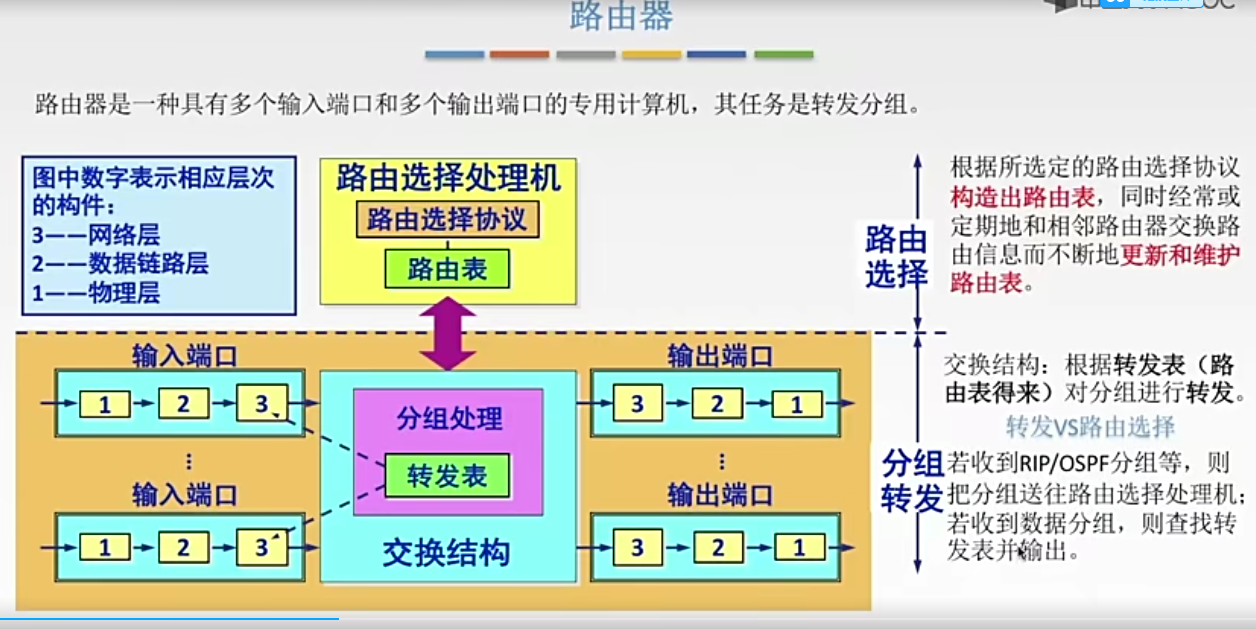 路由器
路由器是一种具有多个输入端口和多个输出端口的专用计算机，其任务是转发分组。
图中数字表示相应层次
的构件：
3——网络层
2——数据链路层
1——物理层
路由选择处理机
路由选择协议
路由表
路由
选择
根据所选定的路由选择协议
构造出路由表，同时经常或
定期地和相邻路由器交换路
由信息而不断地更新和维护
路由表。
输入端口
1 2 3
⋮
输入端口
1 2 3
分组处理
转发表
交换结构
输出端口
3 2 1
⋮
输出端口
3 2 1
分组
转发
交换结构：根据转发表（路
由表得来）对分组进行转发。
转发VS路由选择
若收到RIP/OSPF分组等，则
把分组送往路由选择处理机；
若收到数据分组，则查找转
发表并输出。